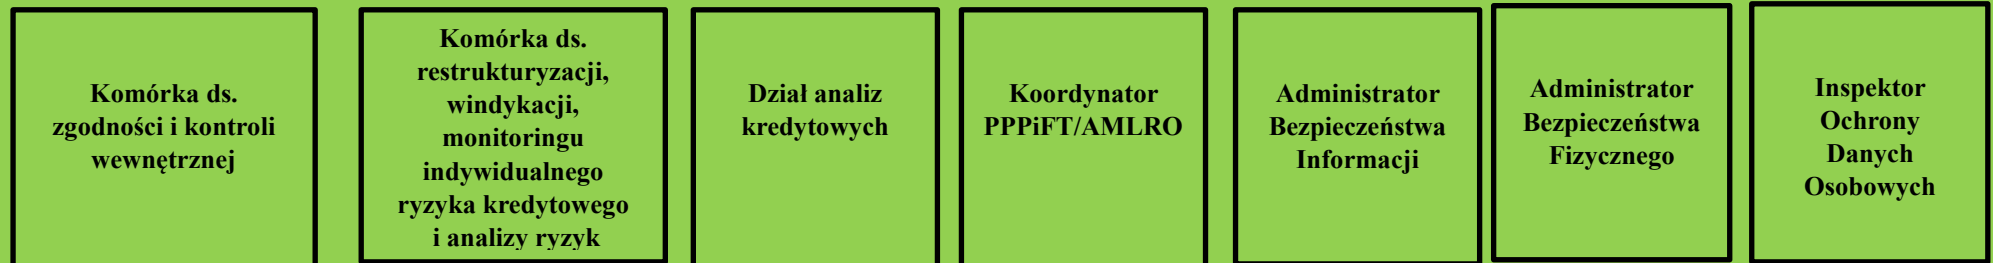 Komórka ds.
zgodności i kontroli
wewnętrznej
Komórka ds.
restrukturyzacji,
windykacji,
monitoringu
indywidualnego
ryzyka kredytowego
i analizy ryzyk
Dział analiz
kredytowych
Koordynator
PPPiFT/AMLRO
Administrator
Bezpieczeństwa
Informacji
Administrator
Bezpieczeństwa
Fizycznego
Inspektor
Ochrony
Danych
Osobowych